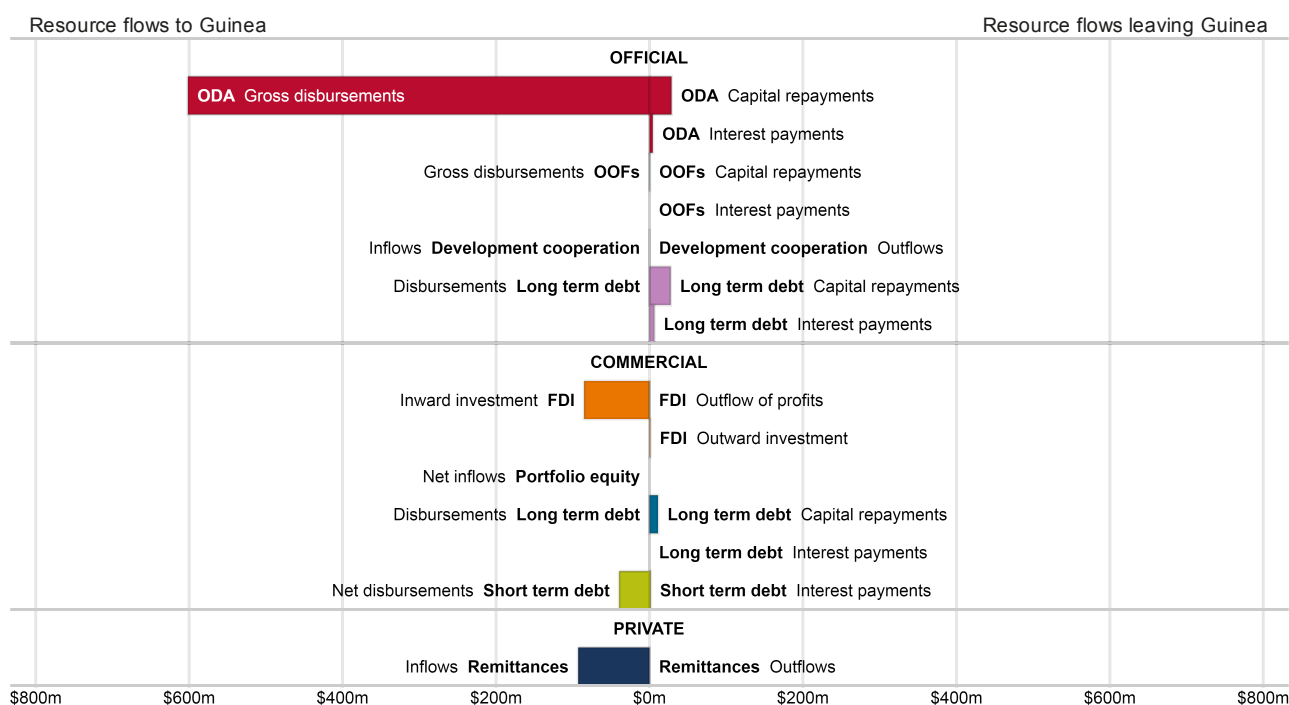 Resource flows to Guinea Resource flows leaving Guinea
OFFICIAL
ODA Gross disbursements ODA Capital repayments
ODA Interest payments
Gross disbursements OOFs OOFs Capital repayments
OOFs Interest payments
Inflows Development cooperation Development cooperation Outflows
Disbursements Long term debt Long term debt Capital repayments
Long term debt Interest payments
COMMERCIAL
Inward investment FDI FDI Outflow of profits
FDI Outward investment
Net inflows Portfolio equity
Disbursements Long term debt Long term debt Capital repayments
Long term debt Interest payments
Net disbursements Short term debt Short term debt Interest payments
PRIVATE
Inflows Remittances Remittances Outflows
$800m $600m $400m $200m $0m $200m $400m $600m $800m